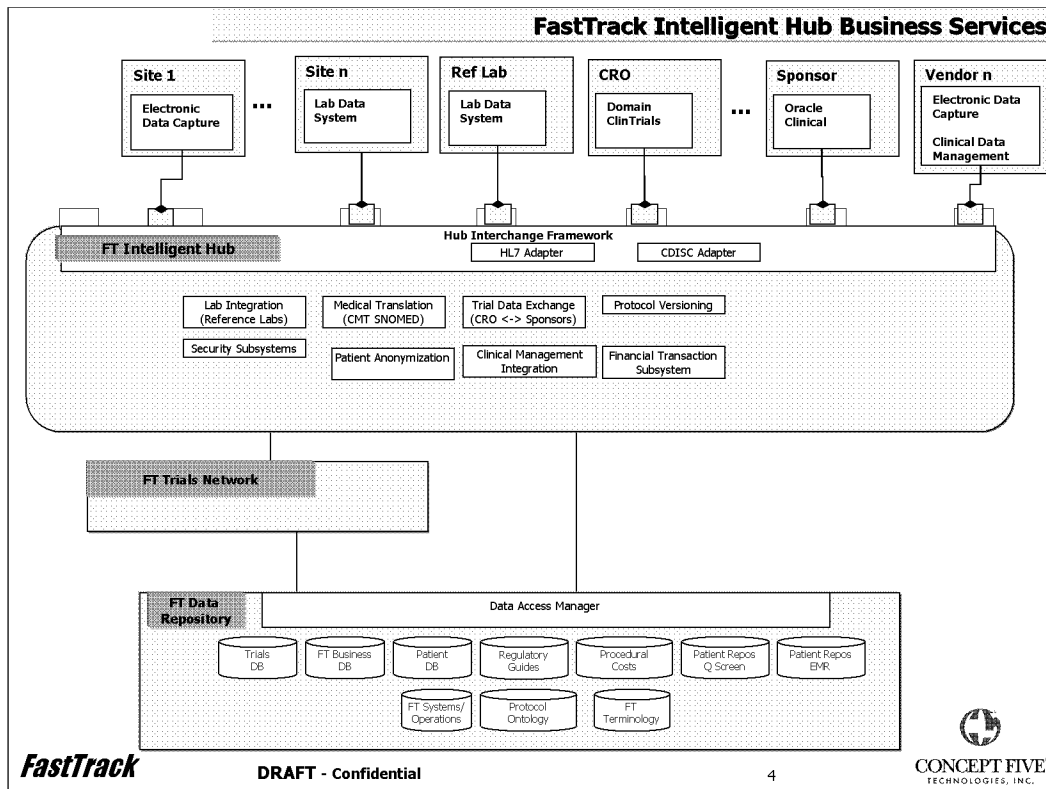 FastTrack Intelligent Hub Business Services
Site 1
Electronic
Data Capture
...
Site n
Lab Data
System
Ref Lab
Lab Data
System
CRO
Domain
ClinTrials
...
Sponsor
Oracle
Clinical
Vendor n
Electronic Data
Capture
Clinical Data
Management
Hub Interchange Framework
FT Intelligent Hub
HL7 Adapter
CDISC Adapter
Lab Integration
(Reference Labs)
Medical Translation
(CMT SNOMED)
Trial Data Exchange
(CRO <-> Sponsors)
Protocol Versioning
Security Subsystems
Patient Anonymization
Clinical Management
Integration
Financial Transaction
Subsystem
FT Trials Network
FT Data
Repository
Data Access Manager
Trials
DB
FT Business
DB
Patient
DB
Regulatory
Guides
Procedural
Costs
Patient Repos
Q Screen
Patient Repos
EMR
FT Systems/
Operations
Protocol
Ontology
FT
Terminology
FastTrack
DRAFT - Confidential
4
CONCEPT FIVE
TECHNOLOGIES, INC.